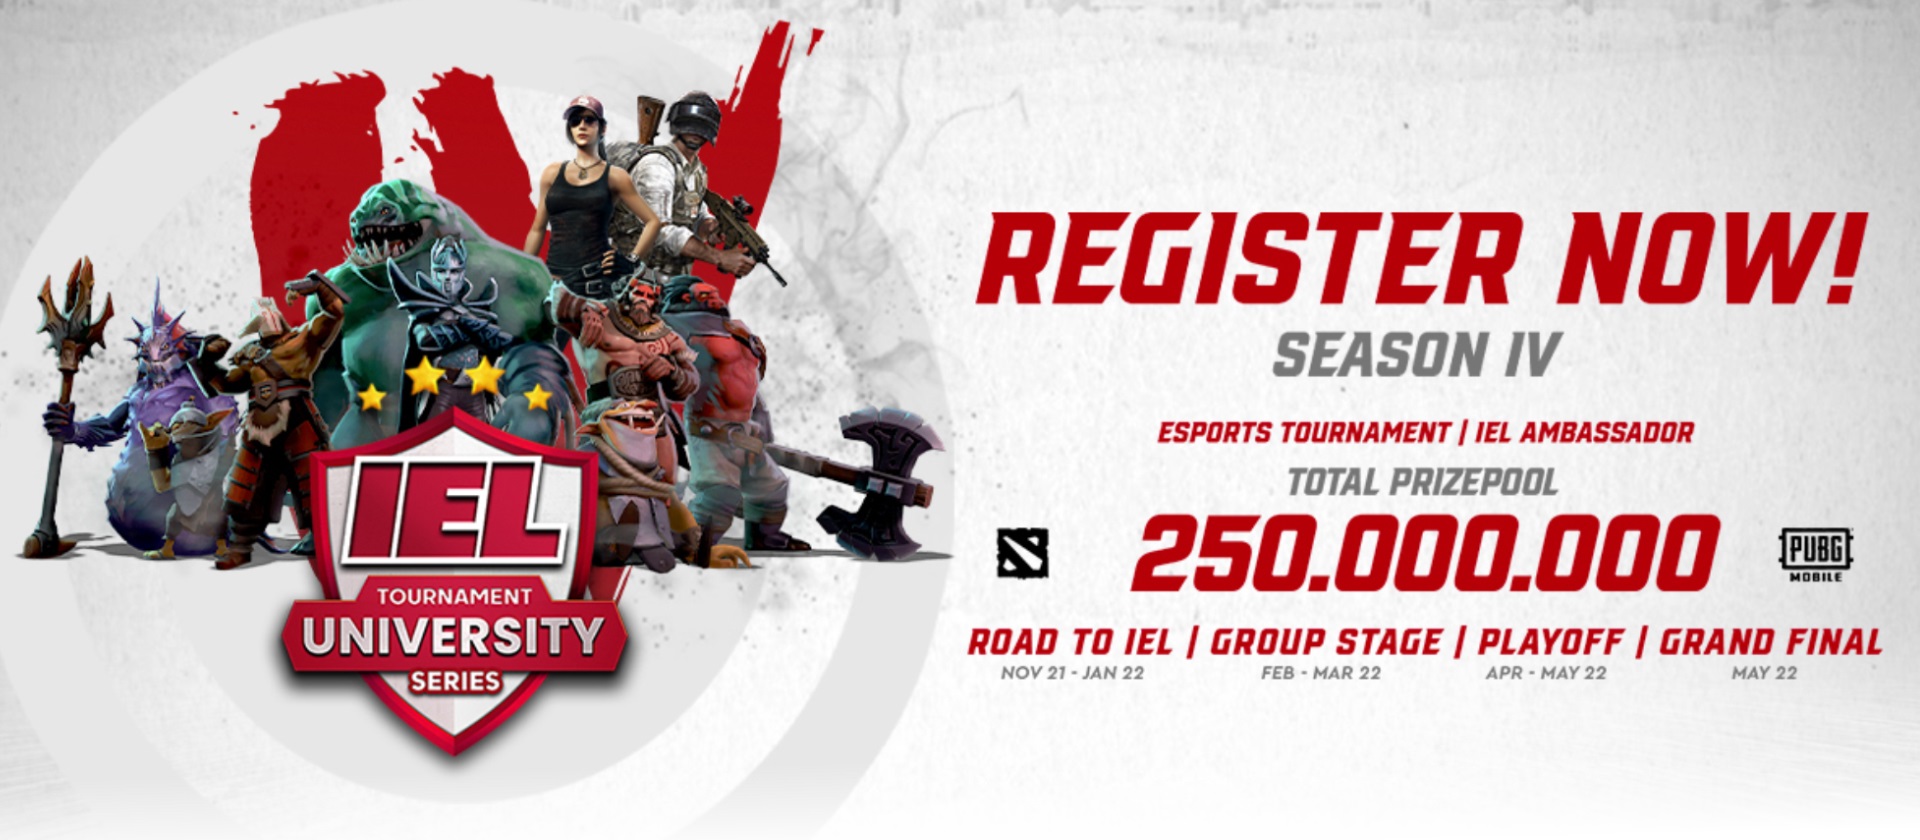 IV
IEL
TOURNAMENT
UNIVERSITY
SERIES
REGISTER NOW!
SEASON IV
ESPORTS TOURNAMENT | IEL AMBASSADOR
TOTAL PRIZEPOOL
250.000.000
PUBG
MOBILE
ROAD TO IEL | GROUP STAGE | PLAYOFF | GRAND FINAL
NOV 21 - JAN 22 FEB - MAR 22 APR - MAY 22 MAY 22